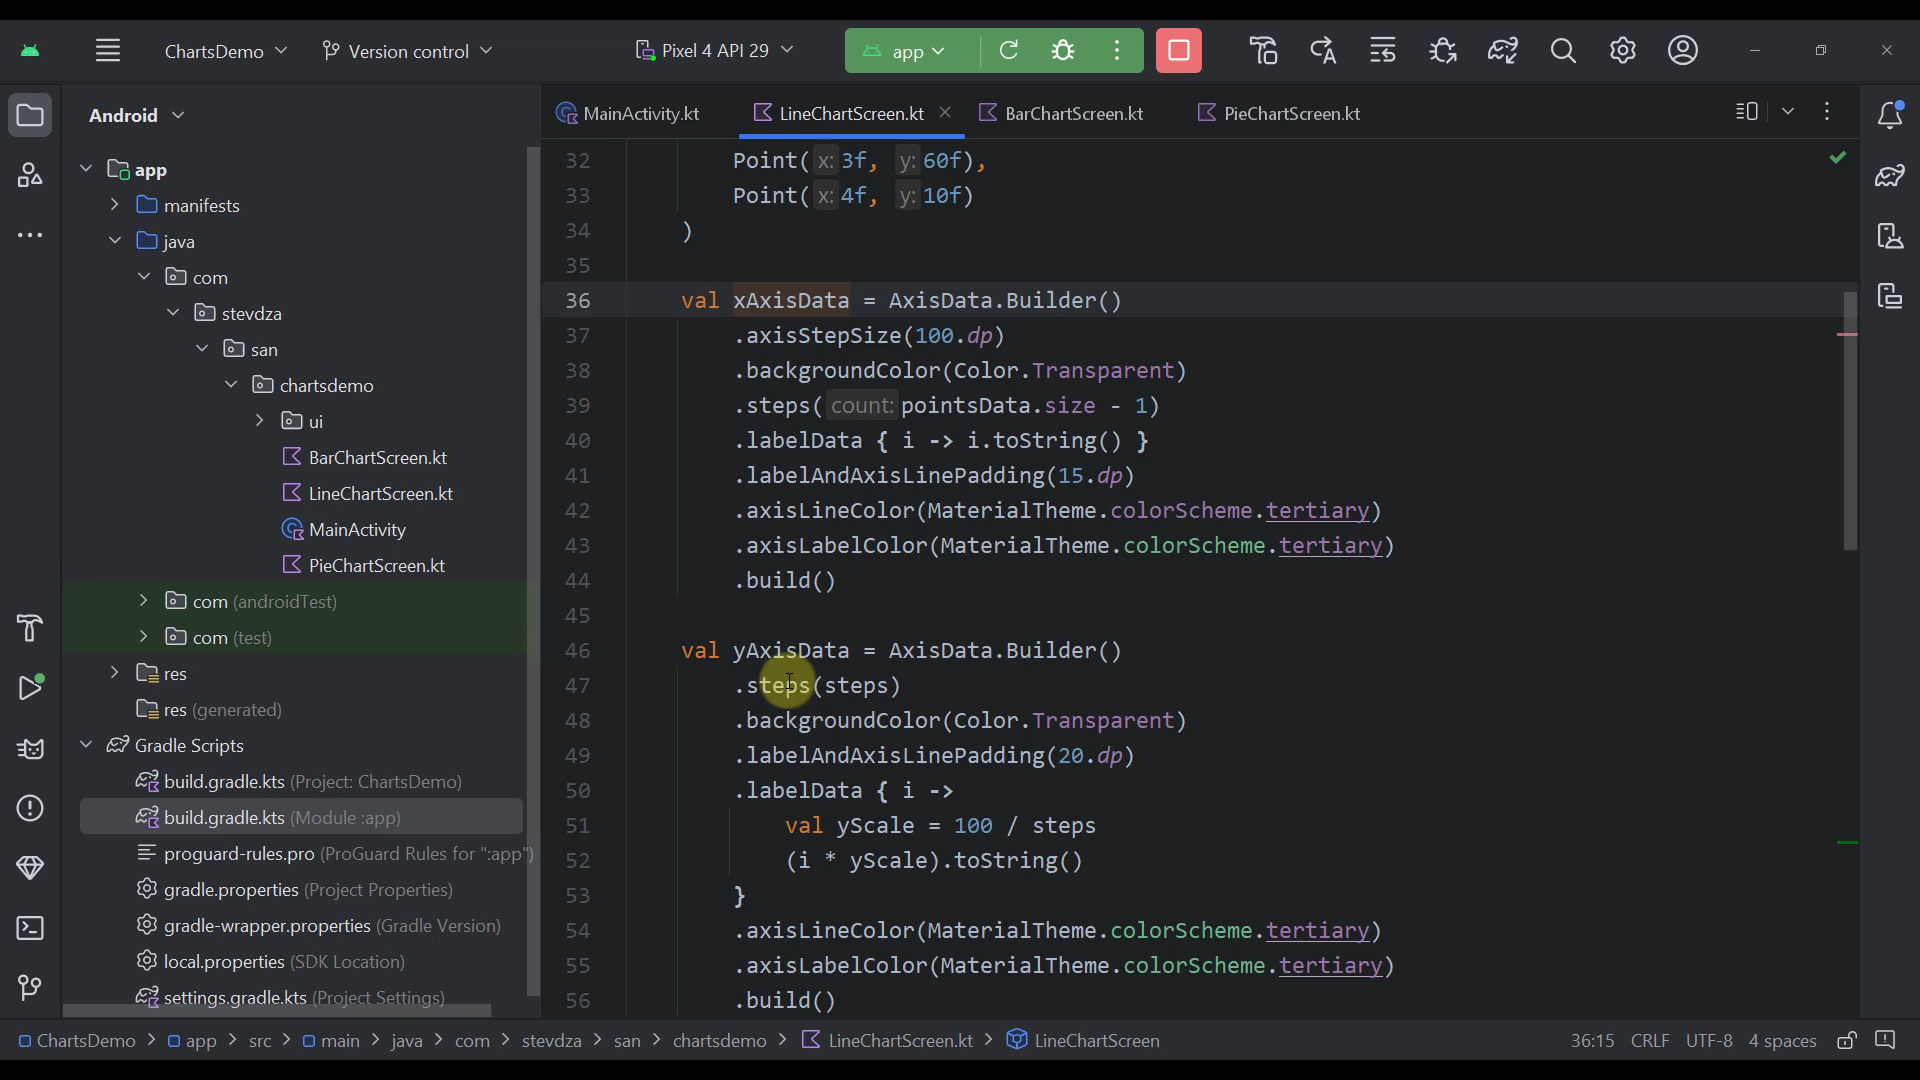 ChartsDemo
Version control
Pixel 4 API 29
app
Android
MainActivity.kt
LineChartScreen.kt
BarChartScreen.kt
PieChartScreen.kt
app
manifests
java
com
stevdza
san
chartsdemo
ui
BarChartScreen.kt
LineChartScreen.kt
MainActivity
PieChartScreen.kt
com (androidTest)
com (test)
res
res (generated)
Gradle Scripts
build.gradle.kts (Project: ChartsDemo)
build.gradle.kts (Module :app)
proguard-rules.pro (ProGuard Rules for ":app")
gradle.properties (Project Properties)
gradle-wrapper.properties (Gradle Version)
local.properties (SDK Location)
settings.gradle.kts (Project Settings)
32 Point( x: 3f, y: 60f),
33 Point( x: 4f, y: 10f)
34 )
35
36 val xAxisData = AxisData.Builder()
37 .axisStepSize(100.dp)
38 .backgroundColor(Color.Transparent)
39 .steps( count: pointsData.size - 1)
40 .labelData { i -> i.toString() }
41 .labelAndAxisLinePadding(15.dp)
42 .axisLineColor(MaterialTheme.colorScheme.tertiary)
43 .axisLabelColor(MaterialTheme.colorScheme.tertiary)
44 .build()
45
46 val yAxisData = AxisData.Builder()
47 .steps(steps)
48 .backgroundColor(Color.Transparent)
49 .labelAndAxisLinePadding(20.dp)
50 .labelData { i ->
51 val yScale = 100 / steps
52 (i * yScale).toString()
53 }
54 .axisLineColor(MaterialTheme.colorScheme.tertiary)
55 .axisLabelColor(MaterialTheme.colorScheme.tertiary)
56 .build()
ChartsDemo > app > src > main > java > com > stevdza > san > chartsdemo > LineChartScreen.kt > LineChartScreen
36:15 CRLF UTF-8 4 spaces